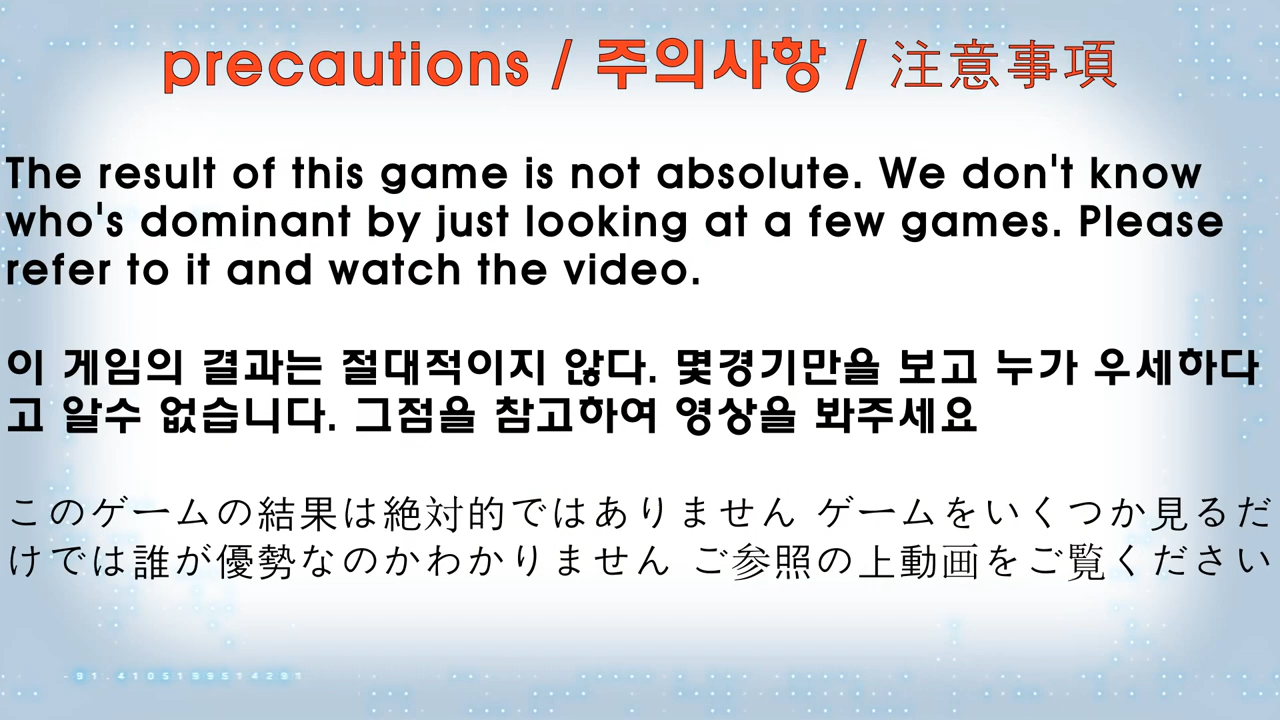 precautions / 주의사항 / 注意事項
The result of this game is not absolute. We don't know
who's dominant by just looking at a few games. Please
refer to it and watch the video.
이 게임의 결과는 절대적이지 않다. 몇경기만을 보고 누가 우세하다
고 알수 없습니다. 그점을 참고하여 영상을 봐주세요
このゲームの結果は絶対的ではありません ゲームをいくつか見るだ
けでは誰が優勢なのかわかりません ご参照の上動画をご覧ください